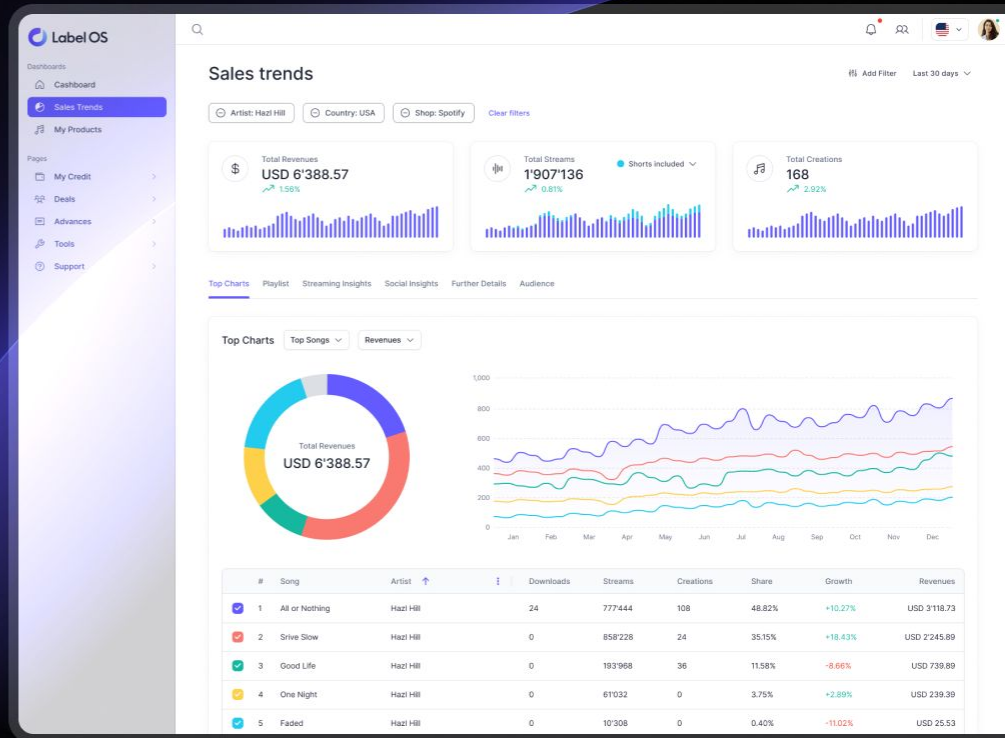 Label OS
Dashboards
Cashboard
Sales Trends
My Products
Pages
My Credit
Deals
Advances
Tools
Support
Sales trends
Add Filter
Last 30 days
Artist: Hazl Hill
Country: USA
Shop: Spotify
Clear filters
Total Revenues
USD 6'388.57
1.56%
Total Streams
1'907'136
0.81%
Shorts included
Total Creations
168
2.92%
Top Charts Playlist Streaming Insights Social Insights Further Details Audience
Top Charts Top Songs Revenues
Total Revenues
USD 6'388.57
1,000
800
600
400
200
0
Jan Feb Mar Apr May Jun Jul Aug Sep Oct Nov Dec
# Song Artist Downloads Streams Creations Share Growth Revenues
1 All or Nothing Hazl Hill 24 777'444 108 48.82% +10.27% USD 3'118.73
2 Srive Slow Hazl Hill 0 858'228 24 35.15% +18.43% USD 2'245.89
3 Good Life Hazl Hill 0 193'968 36 11.58% -8.66% USD 739.89
4 One Night Hazl Hill 0 61'032 0 3.75% +2.89% USD 239.39
5 Faded Hazl Hill 0 10'308 0 0.40% -11.02% USD 25.53